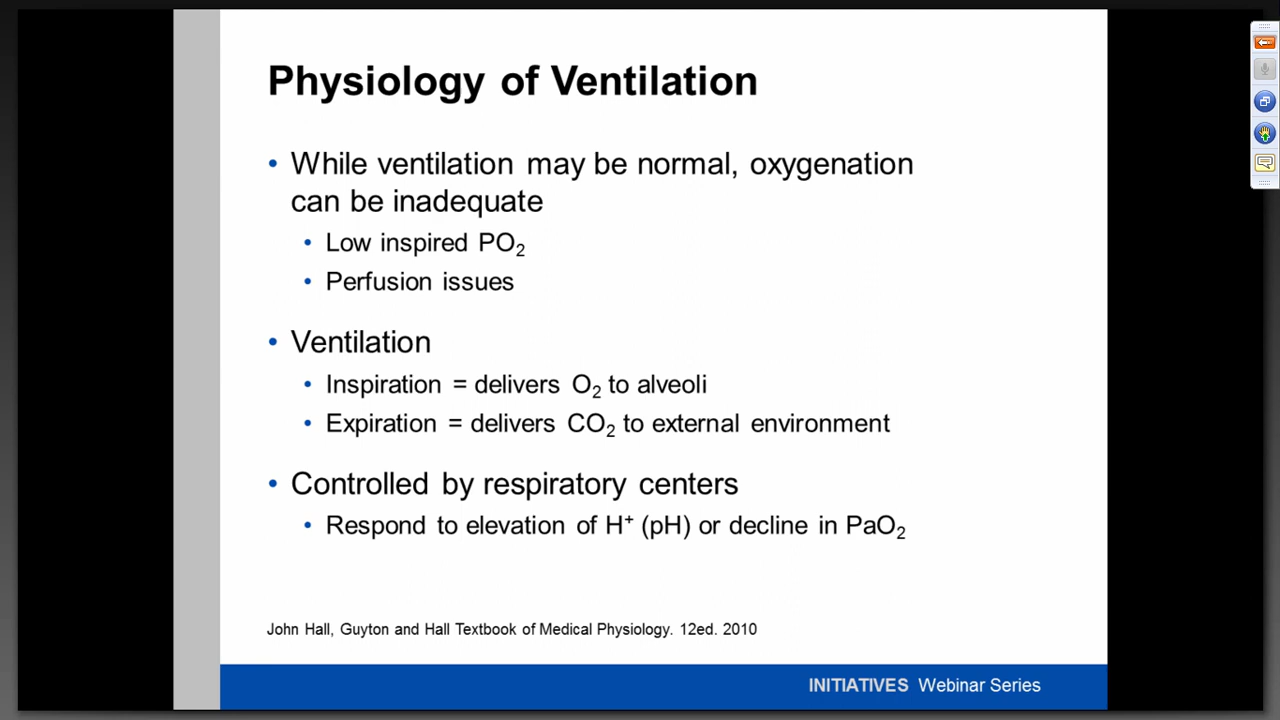 Physiology of Ventilation
• While ventilation may be normal, oxygenation
can be inadequate
• Low inspired PO₂
• Perfusion issues
• Ventilation
• Inspiration = delivers O₂ to alveoli
• Expiration = delivers CO₂ to external environment
• Controlled by respiratory centers
• Respond to elevation of H⁺ (pH) or decline in PaO₂
John Hall, Guyton and Hall Textbook of Medical Physiology. 12ed. 2010
INITIATIVES Webinar Series